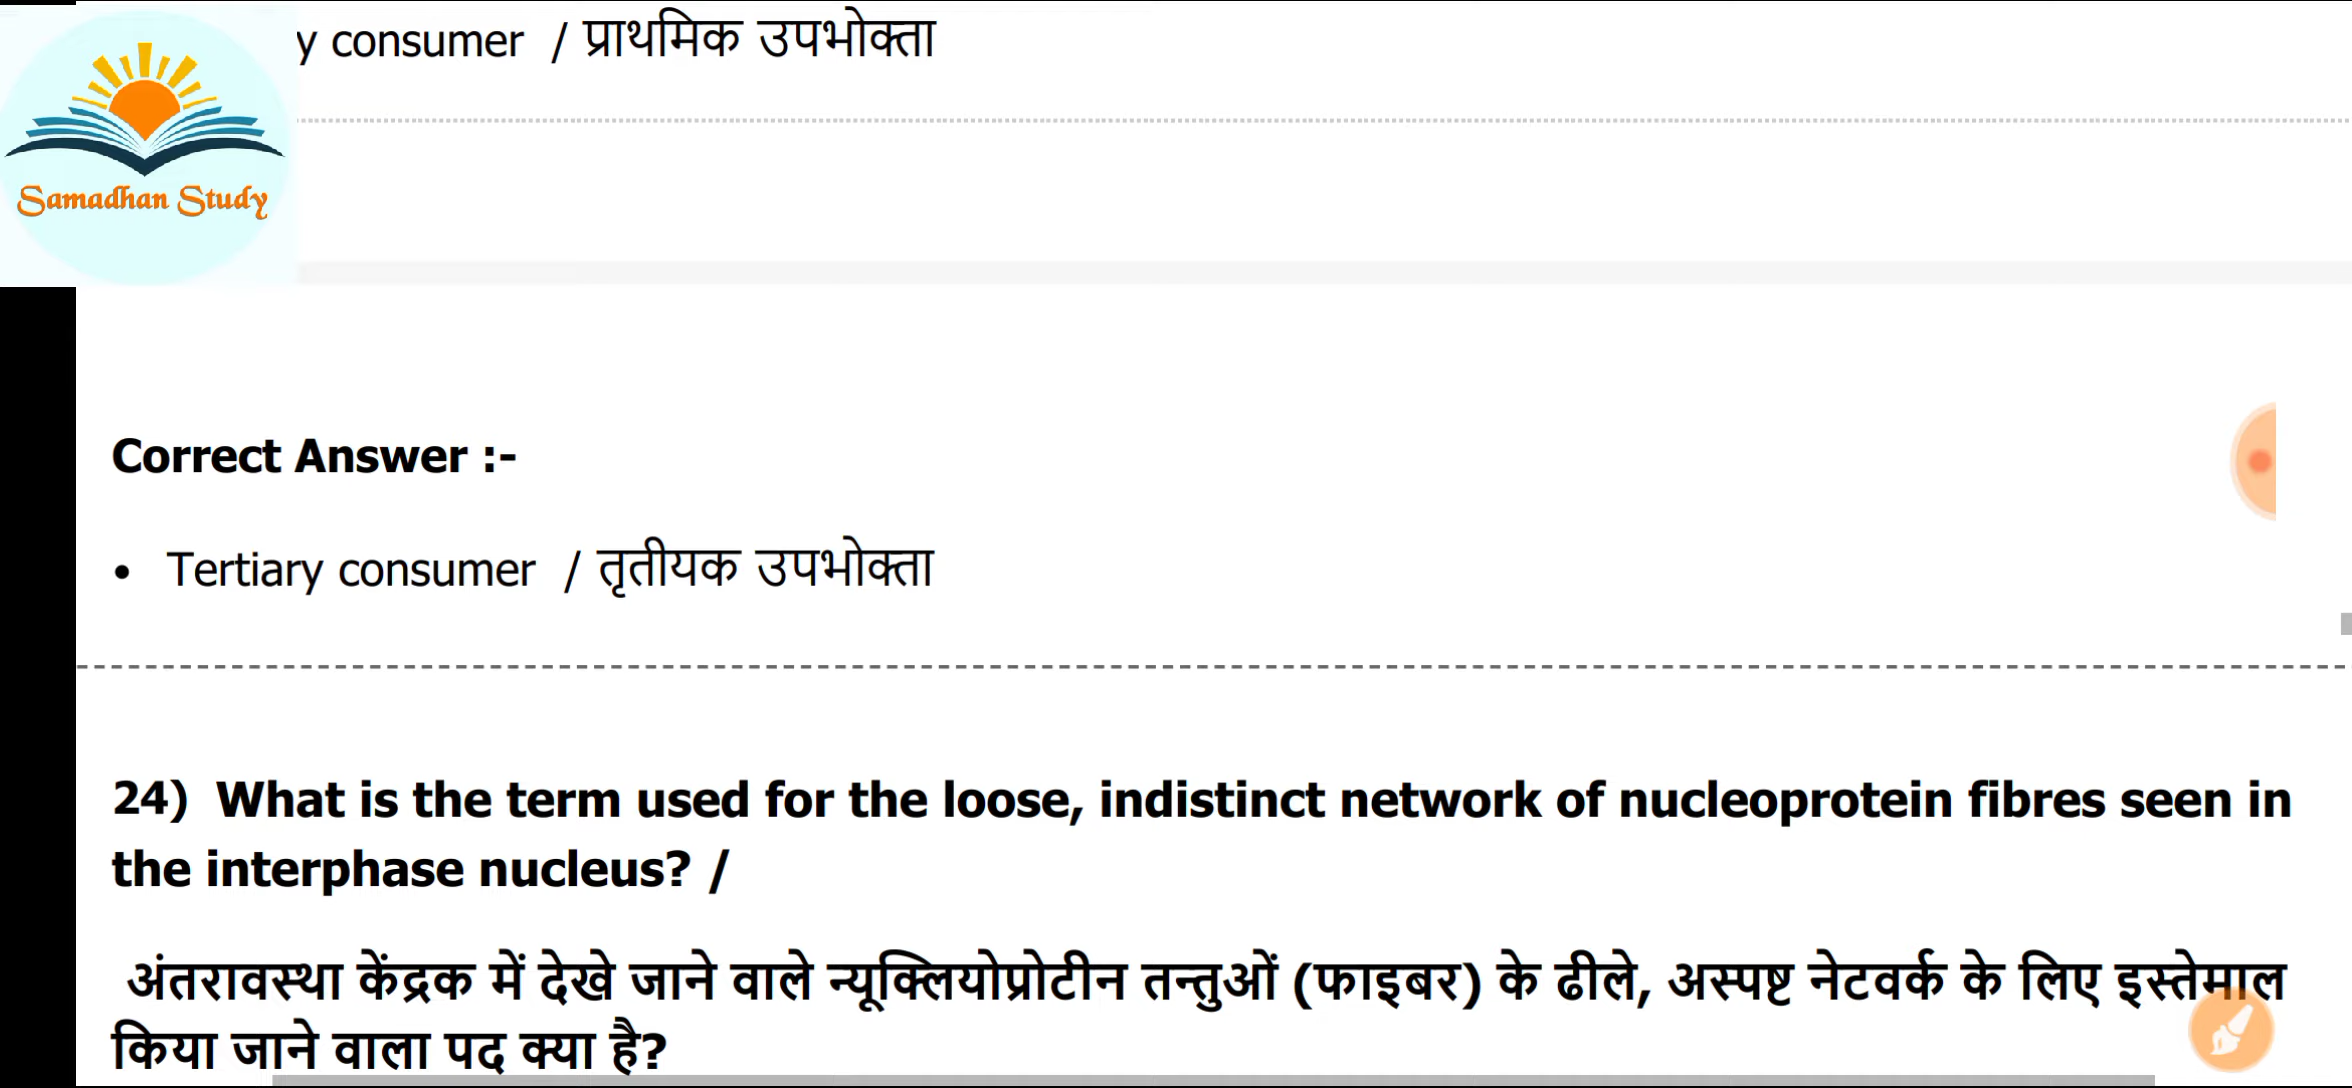 y consumer / प्राथमिक उपभोक्ता
Samadhan Study
Correct Answer :-
• Tertiary consumer / तृतीयक उपभोक्ता
24) What is the term used for the loose, indistinct network of nucleoprotein fibres seen in
the interphase nucleus? /
अंतरावस्था केंद्रक में देखे जाने वाले न्यूक्लियोप्रोटीन तन्तुओं (फाइबर) के ढीले, अस्पष्ट नेटवर्क के लिए इस्तेमाल
किया जाने वाला पद क्या है?